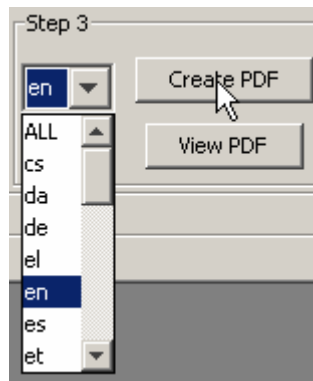 Step 3
en
Create PDF
View PDF
ALL
cs
da
de
el
en
es
et